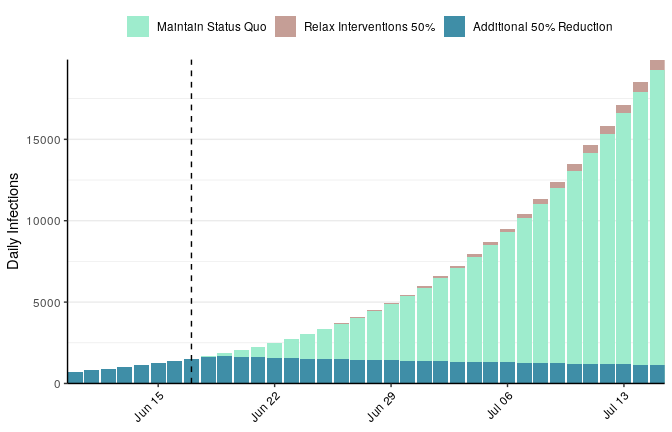 Maintain Status Quo Relax Interventions 50% Additional 50% Reduction
Daily Infections
15000
10000
5000
0
Jun 15 Jun 22 Jun 29 Jul 06 Jul 13